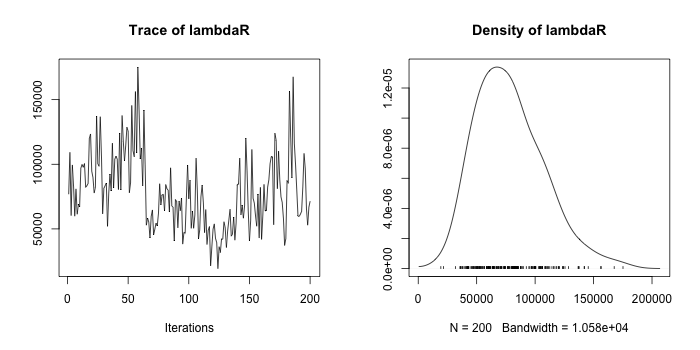 Trace of lambdaR
150000
100000
50000
0
50
100
150
200
Iterations
Density of lambdaR
1.2e-05
8.0e-06
4.0e-06
0.0e+00
0
50000
100000
150000
200000
N = 200 Bandwidth = 1.058e+04